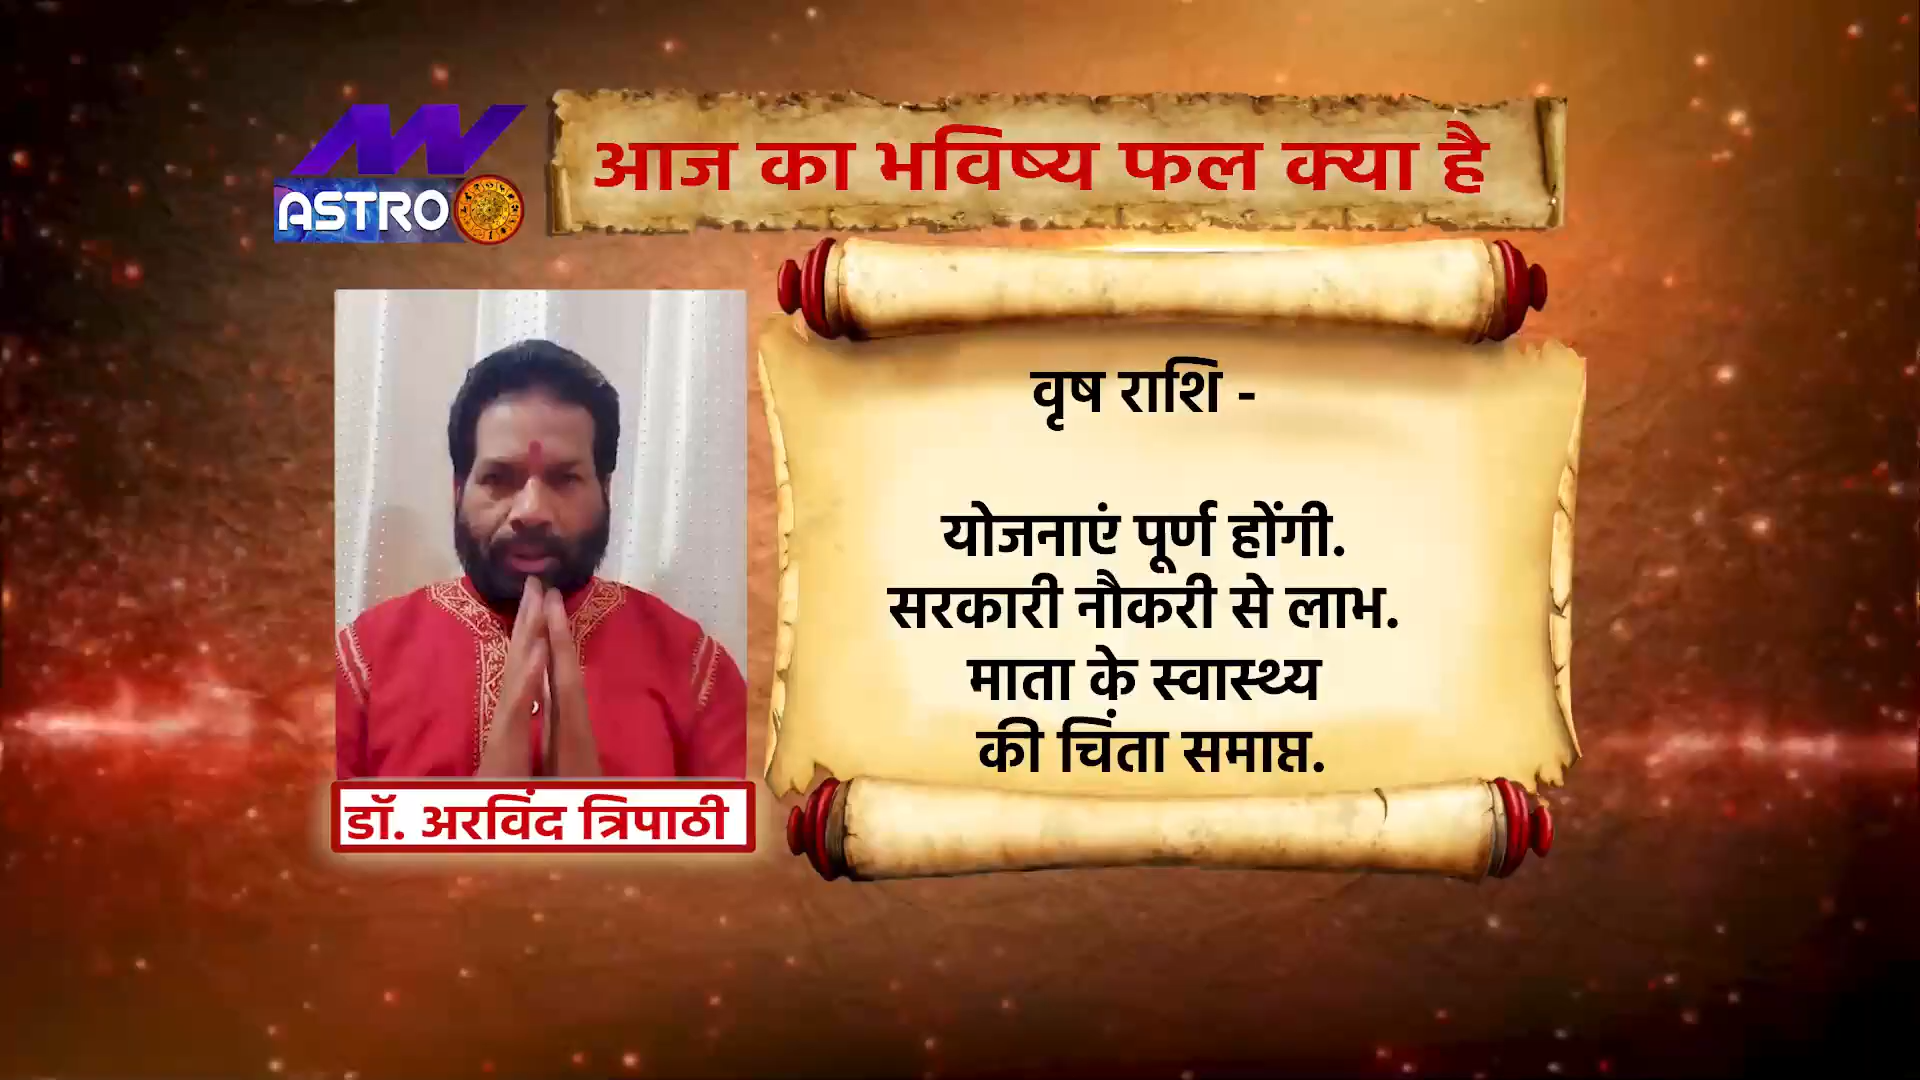 ASTRO
आज का भविष्य फल क्या है
वृष राशि -
योजनाएं पूर्ण होंगी.
सरकारी नौकरी से लाभ.
माता के स्वास्थ्य
की चिंता समाप्त.
डॉ. अरविंद त्रिपाठी